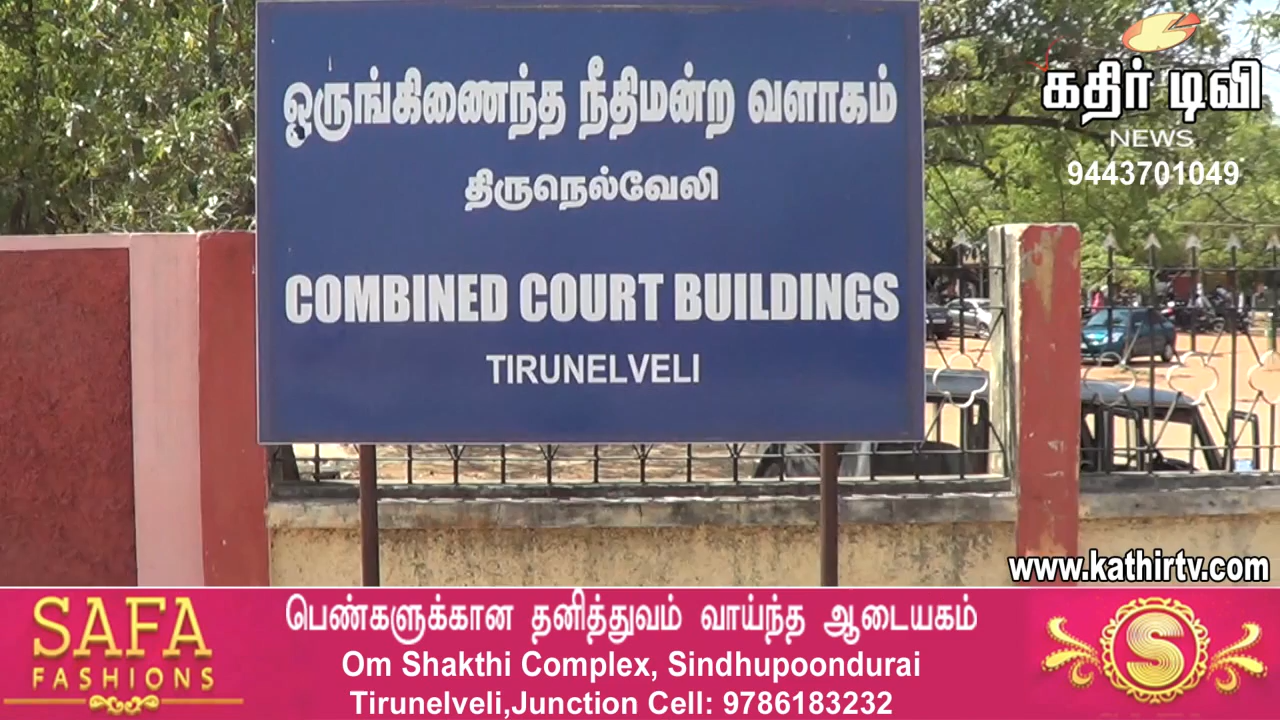 ஒருங்கிணைந்த நீதிமன்ற வளாகம்
திருநெல்வேலி
COMBINED COURT BUILDINGS
TIRUNELVELI
கதிர் டிவி
NEWS
9443701049
www.kathirtv.com
SAFA
FASHIONS
பெண்களுக்கான தனித்துவம் வாய்ந்த ஆடையகம்
Om Shakthi Complex, Sindhupoondurai
Tirunelveli,Junction Cell: 9786183232
S